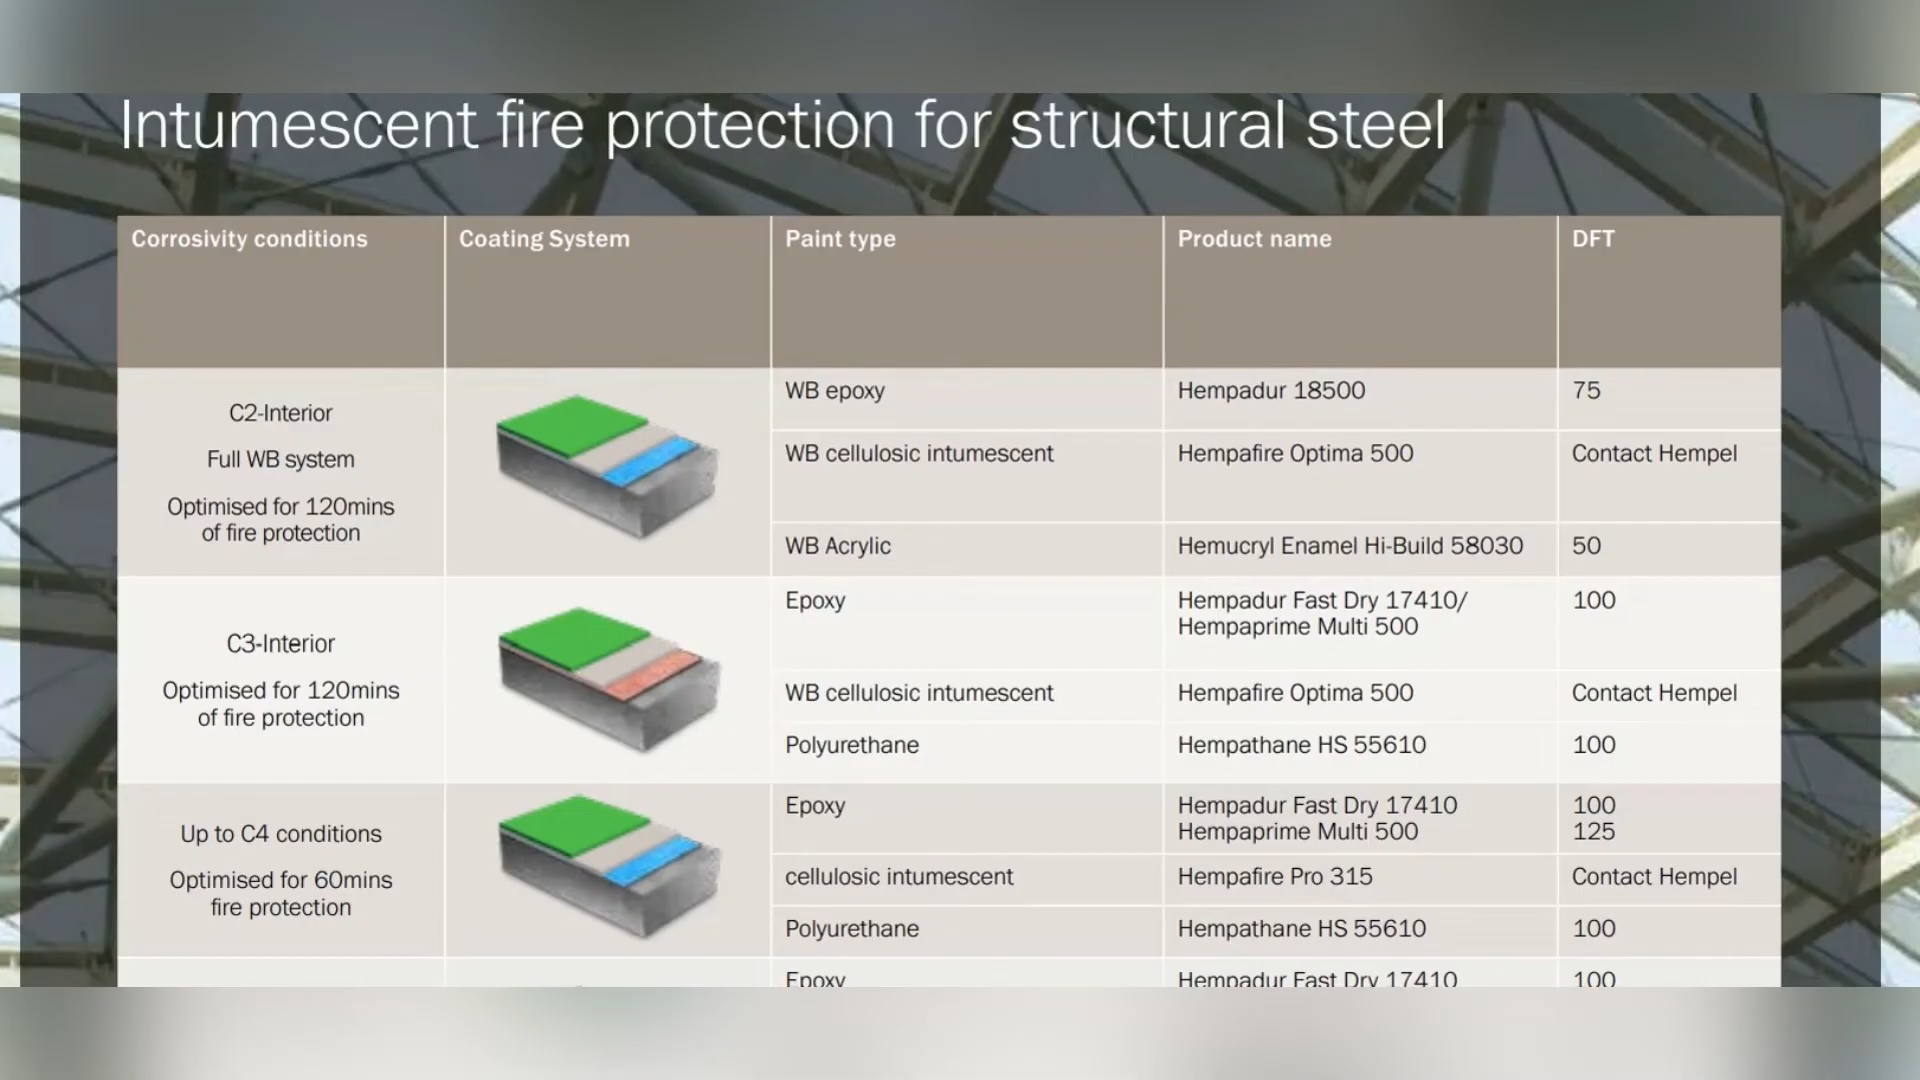 Intumescent fire protection for structural steel
Corrosivity conditions
Coating System
Paint type
Product name
DFT
C2-Interior
Full WB system
Optimised for 120mins
of fire protection
WB epoxy
Hempadur 18500
75
WB cellulosic intumescent
Hempafire Optima 500
Contact Hempel
WB Acrylic
Hemucryl Enamel Hi-Build 58030
50
C3-Interior
Optimised for 120mins
of fire protection
Epoxy
Hempadur Fast Dry 17410/
Hempaprime Multi 500
100
WB cellulosic intumescent
Hempafire Optima 500
Contact Hempel
Polyurethane
Hempathane HS 55610
100
Up to C4 conditions
Optimised for 60mins
fire protection
Epoxy
Hempadur Fast Dry 17410
Hempaprime Multi 500
100
125
cellulosic intumescent
Hempafire Pro 315
Contact Hempel
Polyurethane
Hempathane HS 55610
100
Epoxy
Hempadur Fast Dry 17410
100